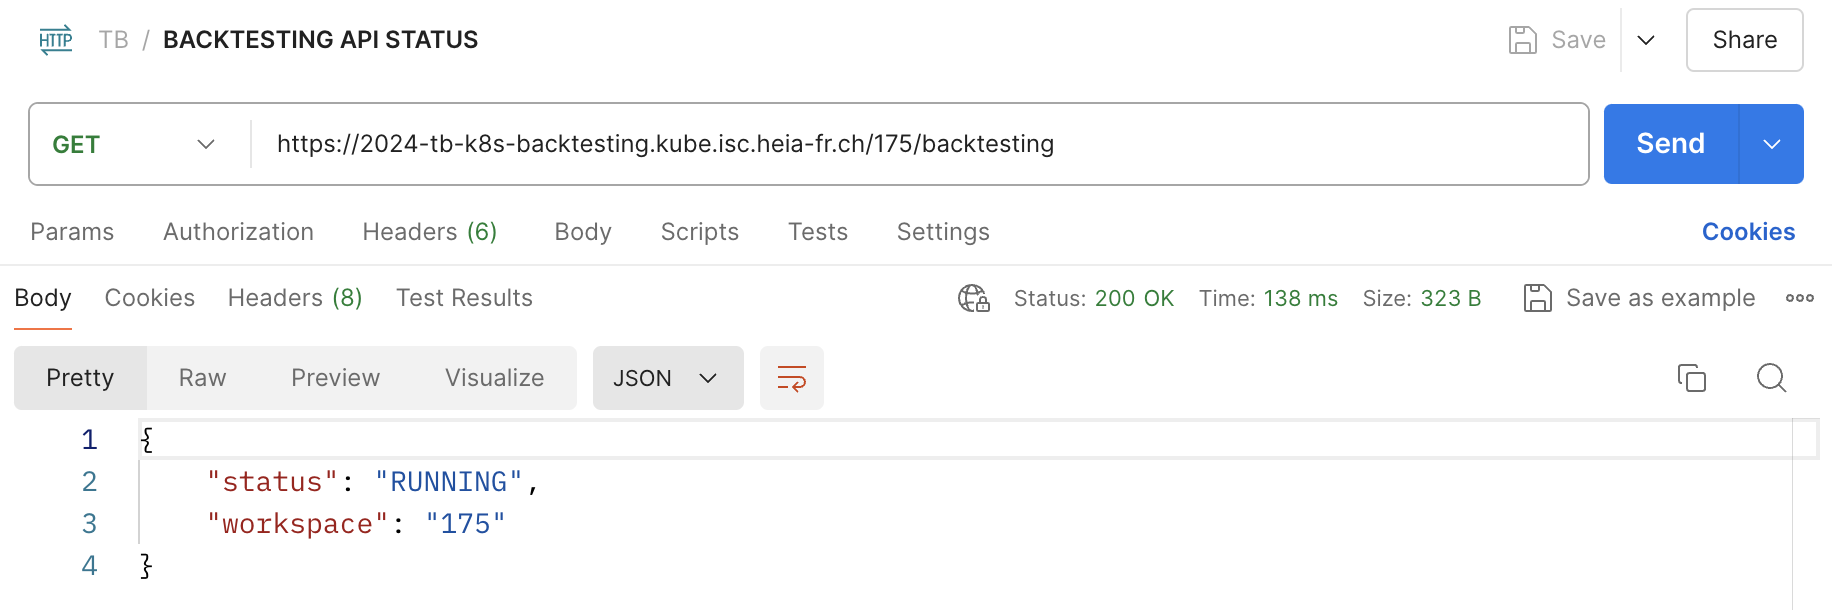 HTTP TB / BACKTESTING API STATUS Save Share
GET https://2024-tb-k8s-backtesting.kube.isc.heia-fr.ch/175/backtesting Send
Params Authorization Headers (6) Body Scripts Tests Settings Cookies
Body Cookies Headers (8) Test Results Status: 200 OK Time: 138 ms Size: 323 B Save as example
Pretty Raw Preview Visualize JSON
1 {
2 "status": "RUNNING",
3 "workspace": "175"
4 }